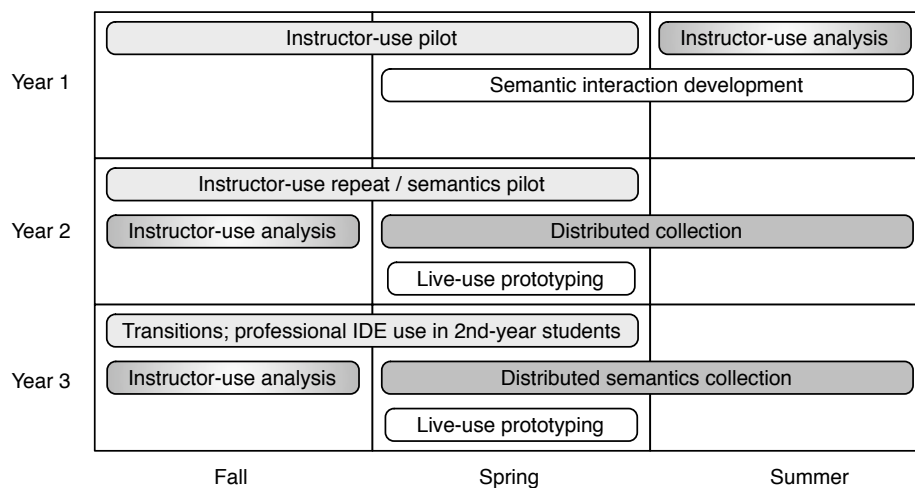 Instructor-use pilot
Instructor-use analysis
Year 1
Semantic interaction development
Instructor-use repeat / semantics pilot
Year 2
Instructor-use analysis
Distributed collection
Live-use prototyping
Transitions; professional IDE use in 2nd-year students
Year 3
Instructor-use analysis
Distributed semantics collection
Live-use prototyping
Fall
Spring
Summer